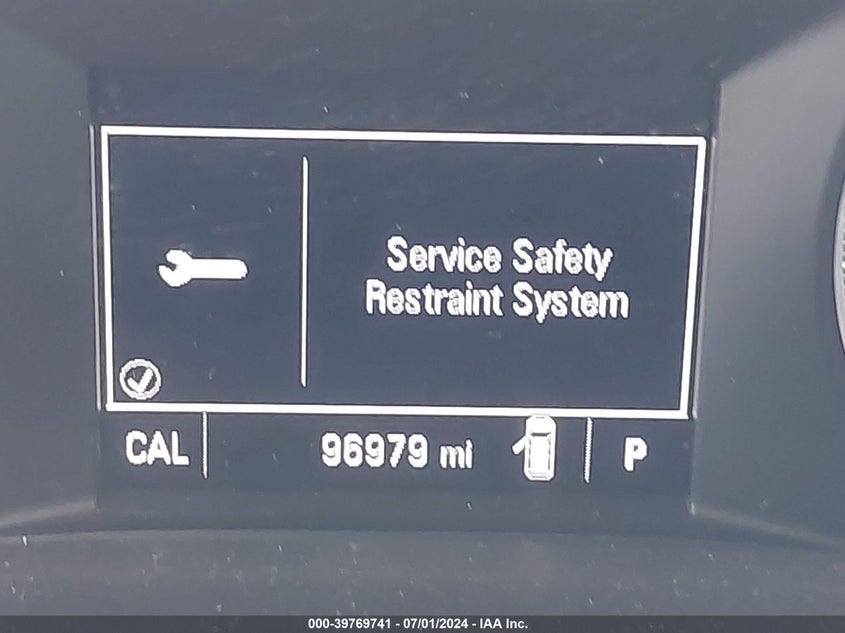 Service Safety
Restraint System
CAL 96979 mi P
000-39769741 - 07/01/2024 - IAA Inc.